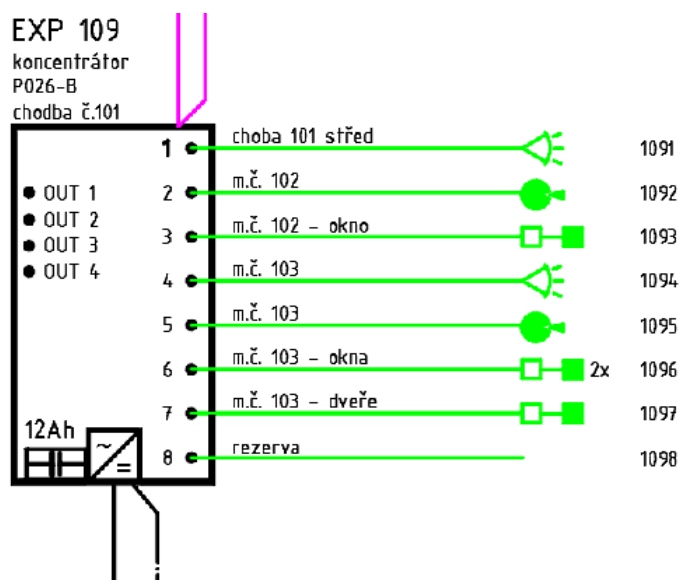 EXP 109
koncentrátor
P026-B
chodba č.101
1 choba 101 střed 1091
OUT 1 2 m.č. 102 1092
OUT 2 3 m.č. 102 - okno 1093
OUT 3
OUT 4 4 m.č. 103 1094
5 m.č. 103 1095
6 m.č. 103 - okna 2x 1096
7 m.č. 103 - dveře 1097
12Ah
~
=
8 rezerva 1098